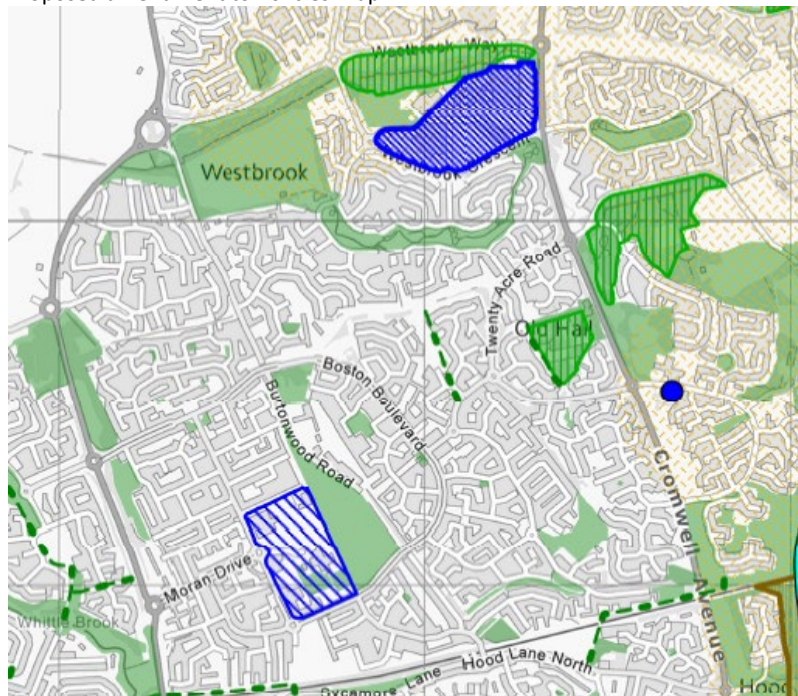 Westbrook Way
Westbrook
Westbrook Crescent
Twenty Acre Road
Old Hall
Boston Boulevard
Burtonwood Road
Cromwell Avenue
Moran Drive
Whittle Brook
Hood Lane North
Sycamore Lane
Hood